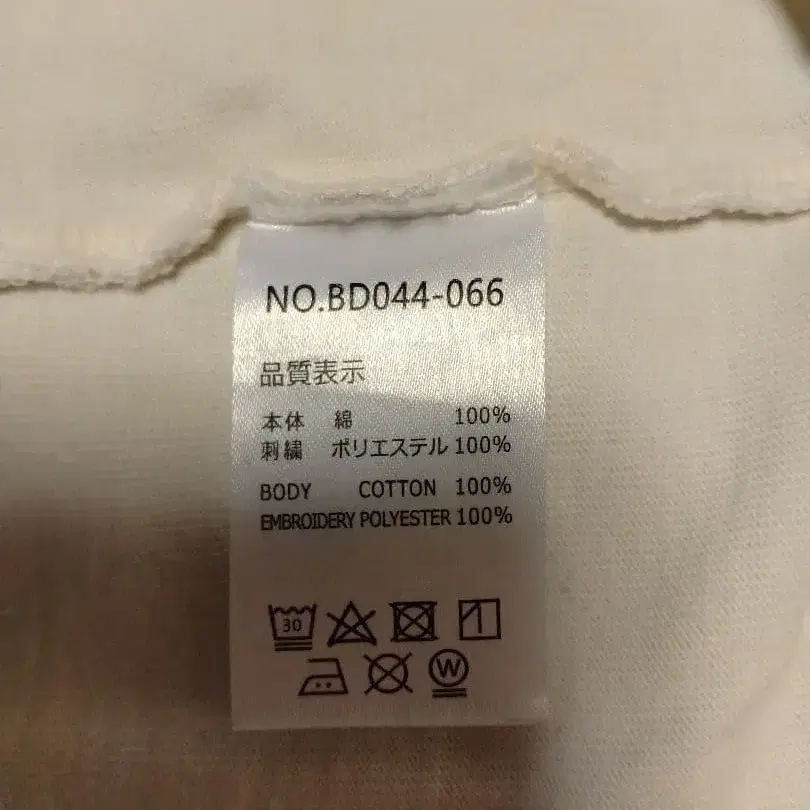 NO.BD044-066
品質表示
本体 綿 100%
刺繍 ポリエステル 100%
BODY COTTON 100%
EMBROIDERY POLYESTER 100%
30
W